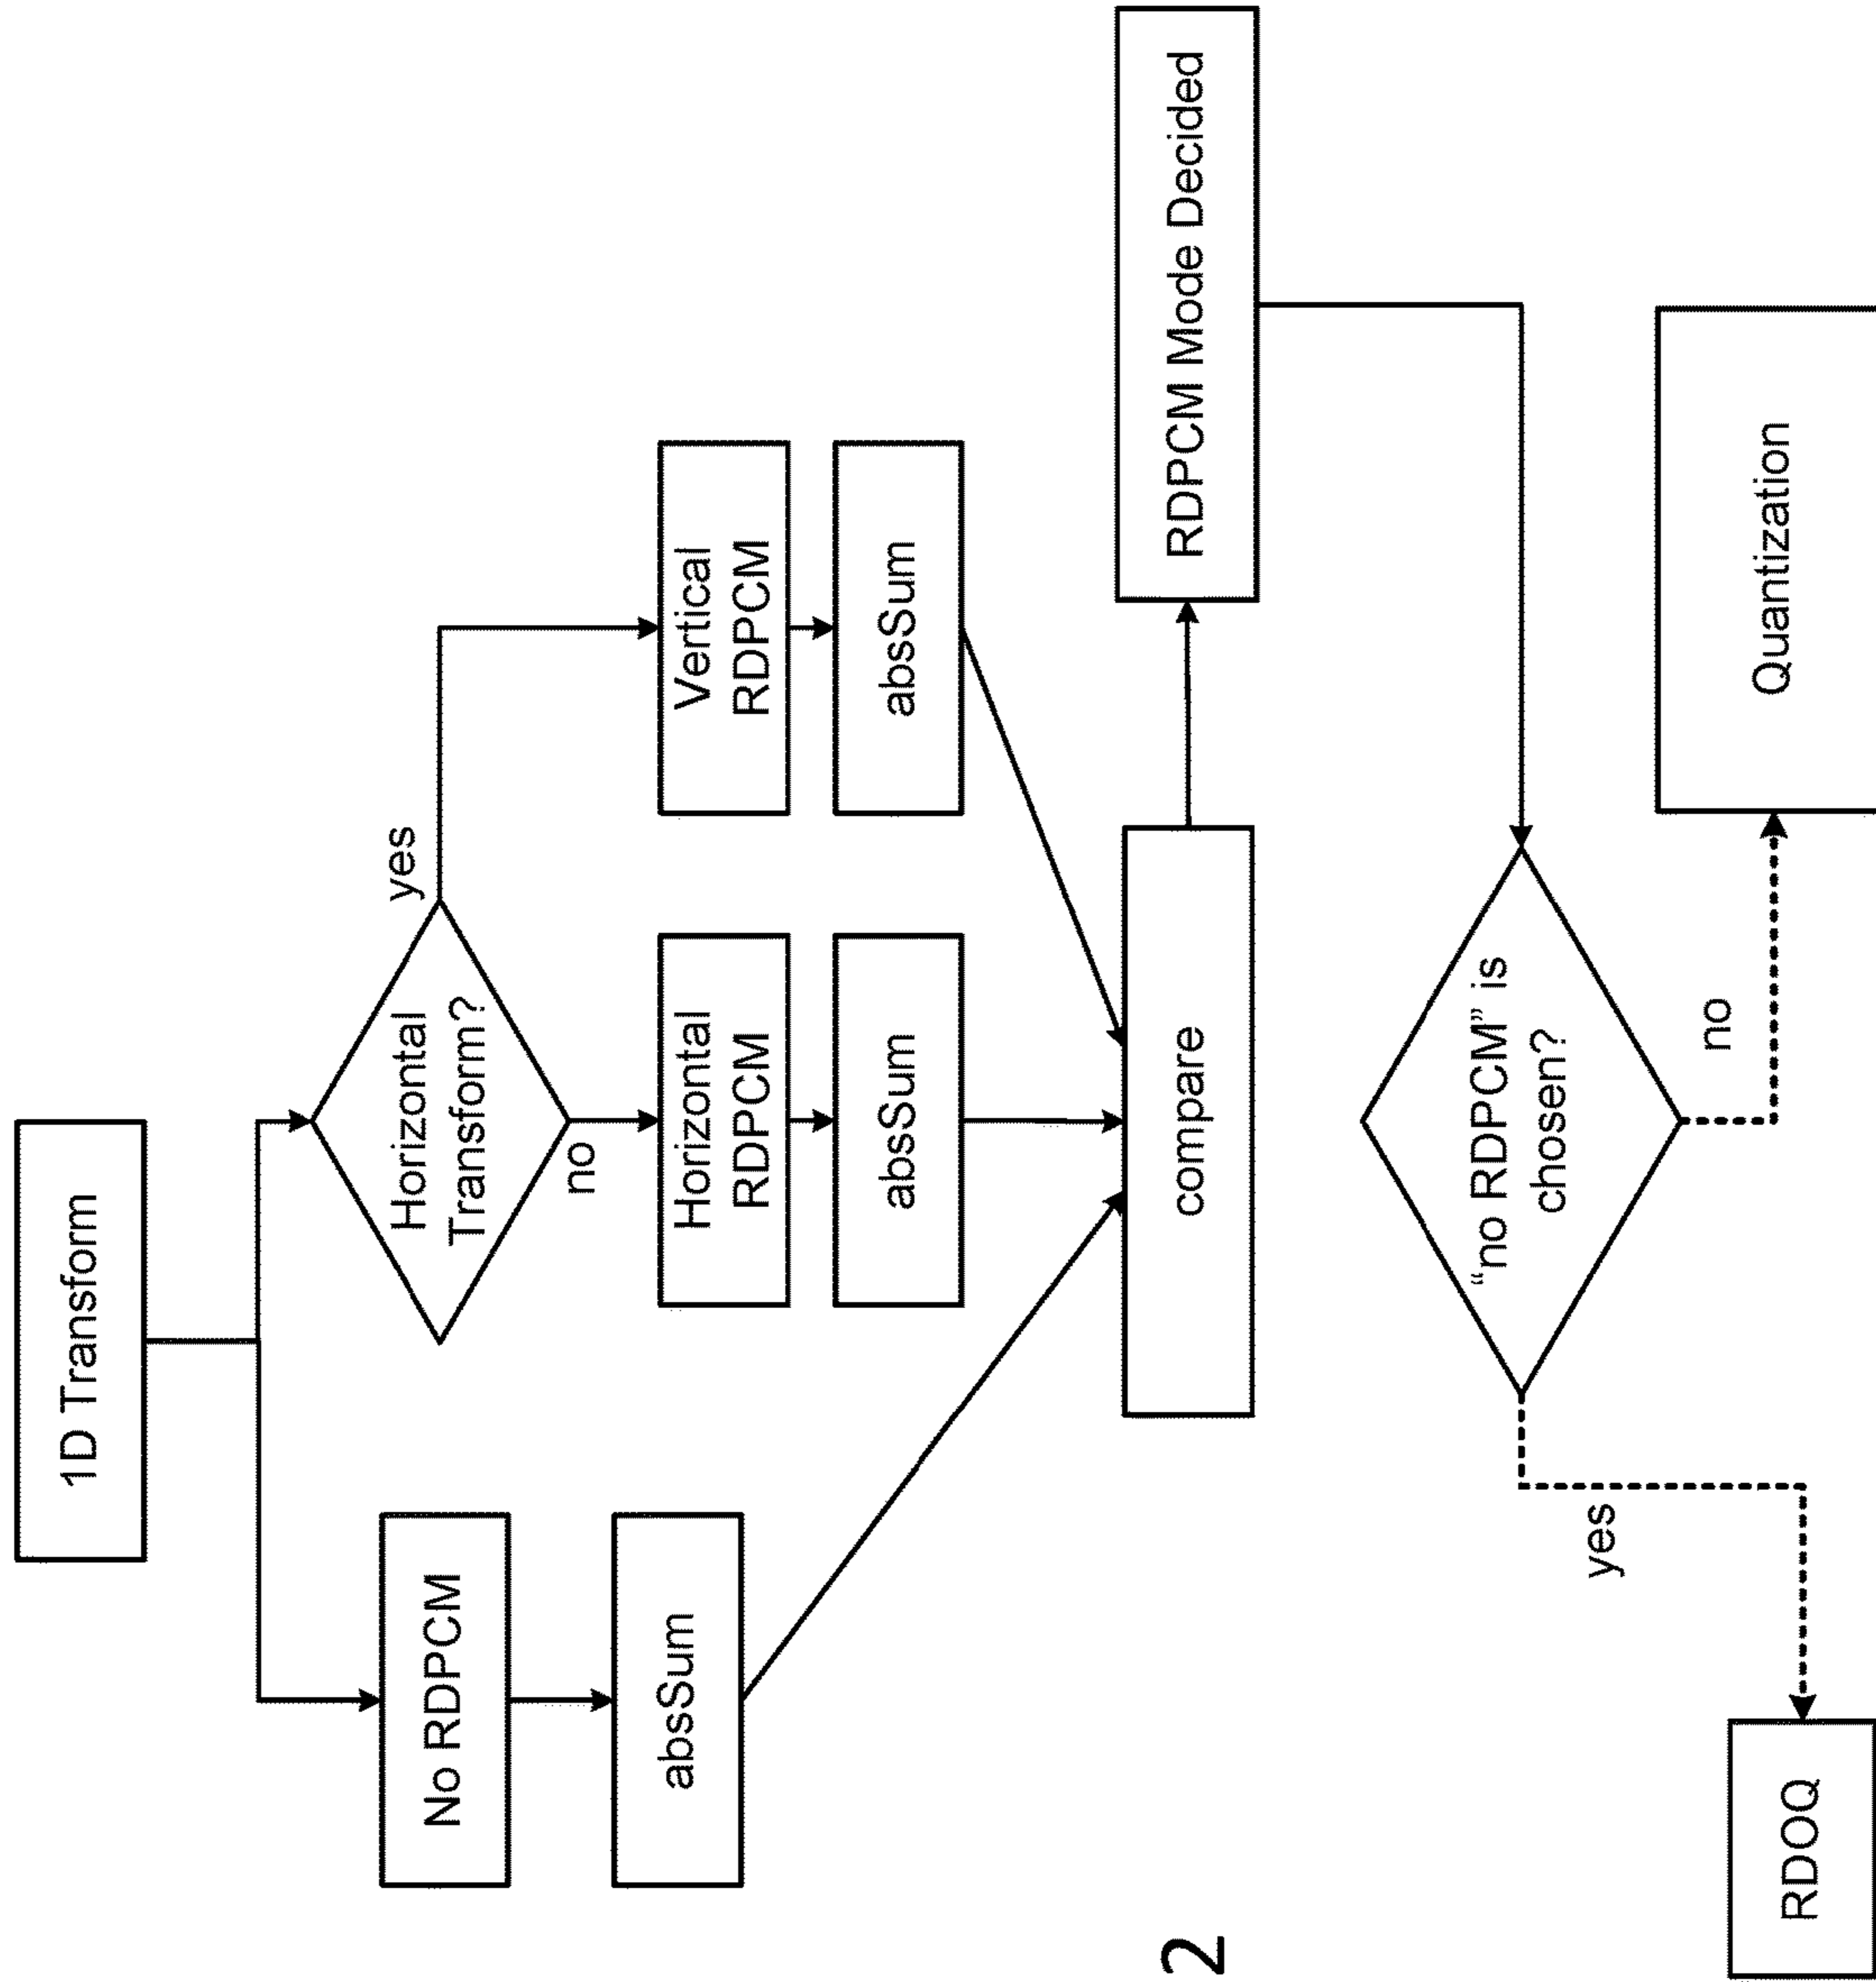 1D Transform
No RDPCM
absSum
Horizontal
Transform?
yes
no
Horizontal
RDPCM
absSum
Vertical
RDPCM
absSum
compare
RDPCM Mode Decided
“no RDPCM” is
chosen?
yes
no
RDOQ
Quantization
2